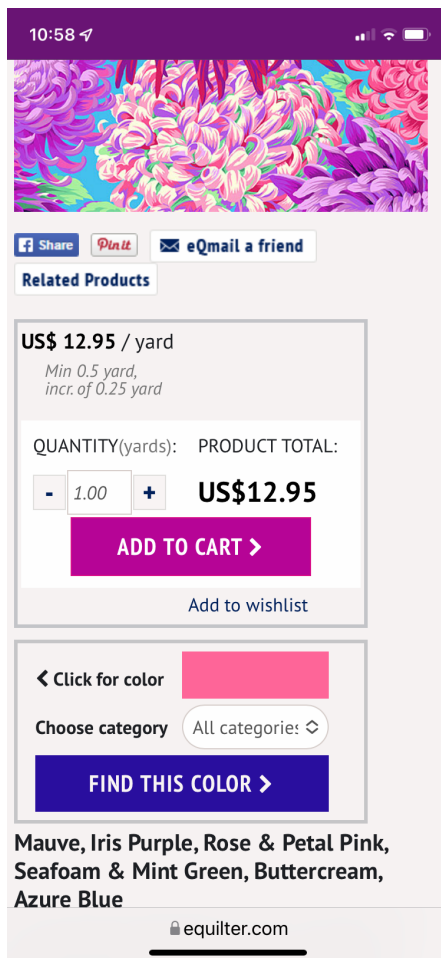 10:58
Share
Pin it
eQmail a friend
Related Products
US$ 12.95 / yard
Min 0.5 yard,
incr. of 0.25 yard
QUANTITY(yards): PRODUCT TOTAL:
- 1.00 + US$12.95
ADD TO CART
Add to wishlist
Click for color
Choose category All categories
FIND THIS COLOR
Mauve, Iris Purple, Rose & Petal Pink,
Seafoam & Mint Green, Buttercream,
Azure Blue
equilter.com